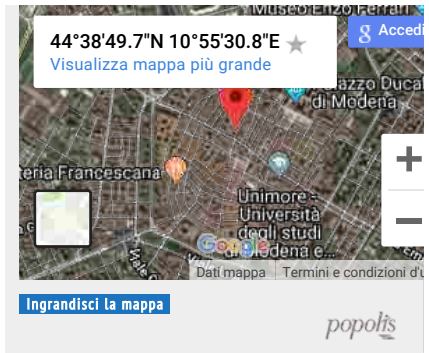 Museo Enzo Ferrari
44°38'49.7"N 10°55'30.8"E
Visualizza mappa più grande
g Accedi
Palazzo Ducale
di Modena
teria Francescana
Unimore -
Università
degli studi
di Modena e...
Google
Dati mappa
Termini e condizioni d'u
Ingrandisci la mappa
popolis